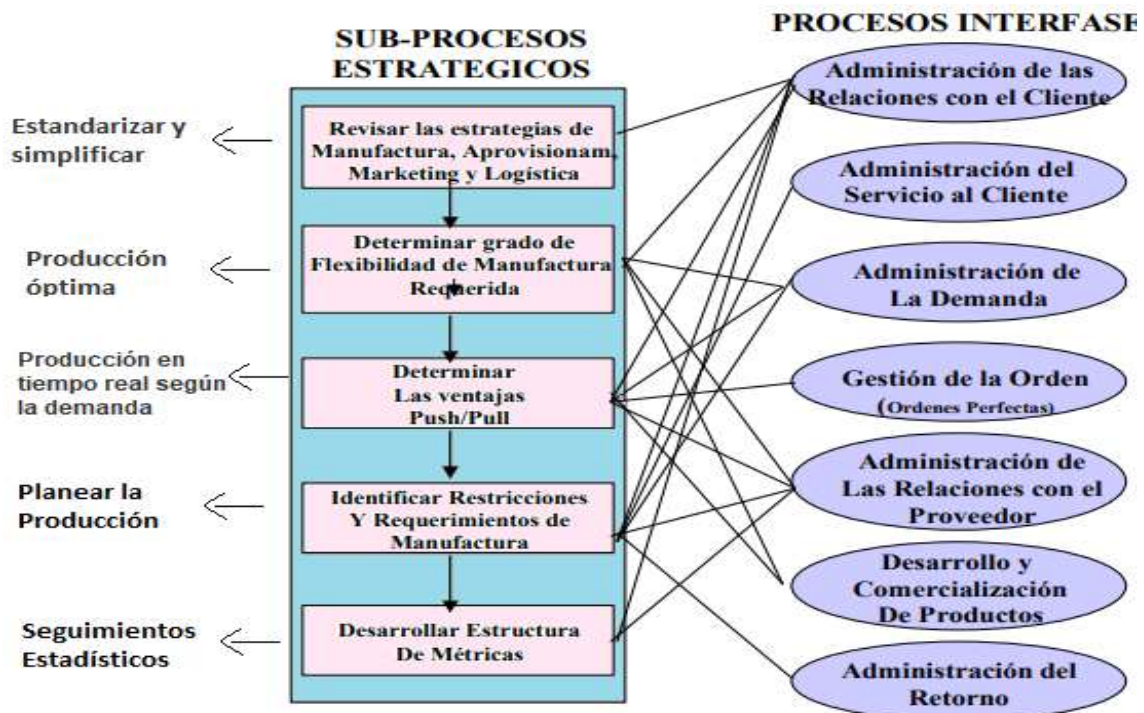 PROCESOS INTERFASE
SUB-PROCESOS
ESTRATEGICOS
Estandarizar y
simplificar
Producción
óptima
Producción en
tiempo real según
la demanda
Planear la
Producción
Seguimientos
Estadísticos
Revisar las estrategias de
Manufactura, Aprovisionam,
Marketing y Logística
Determinar grado de
Flexibilidad de Manufactura
Requerida
Determinar
Las ventajas
Push/Pull
Identificar Restricciones
Y Requerimientos de
Manufactura
Desarrollar Estructura
De Métricas
Administración de las
Relaciones con el Cliente
Administración del
Servicio al Cliente
Administración de
La Demanda
Gestión de la Orden
(Ordenes Perfectas)
Administración de
Las Relaciones con el
Proveedor
Desarrollo y
Comercialización
De Productos
Administración del
Retorno